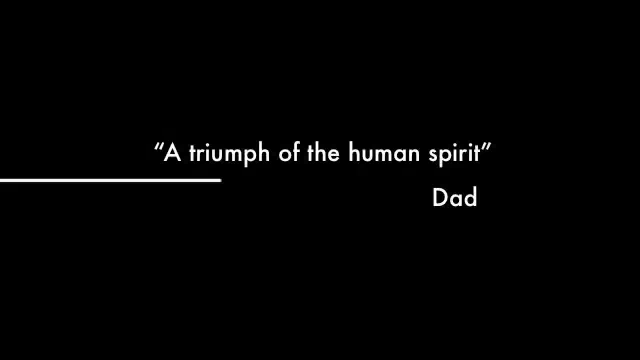 “A triumph of the human spirit”
Dad